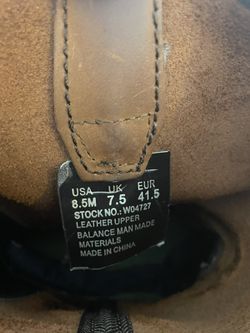 USA UK EUR
8.5M 7.5 41.5
STOCK NO.: W04727
LEATHER UPPER
BALANCE MAN MADE
MATERIALS
MADE IN CHINA